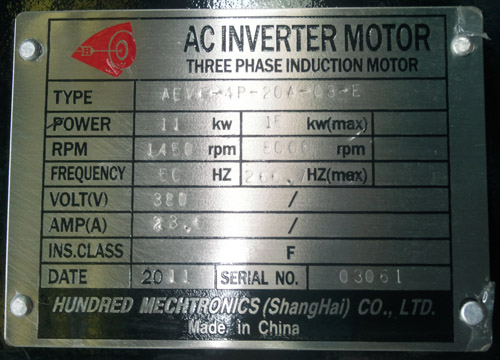 AC INVERTER MOTOR
THREE PHASE INDUCTION MOTOR
TYPE
POWER 11 kw kw(max)
RPM 1450 rpm rpm
FREQUENCY HZ HZ(max)
VOLT(V) 380 /
AMP(A) /
INS.CLASS F
DATE 2011 SERIAL NO. 03061
HUNDRED MECHTRONICS (ShangHai) CO., LTD.
Made in China